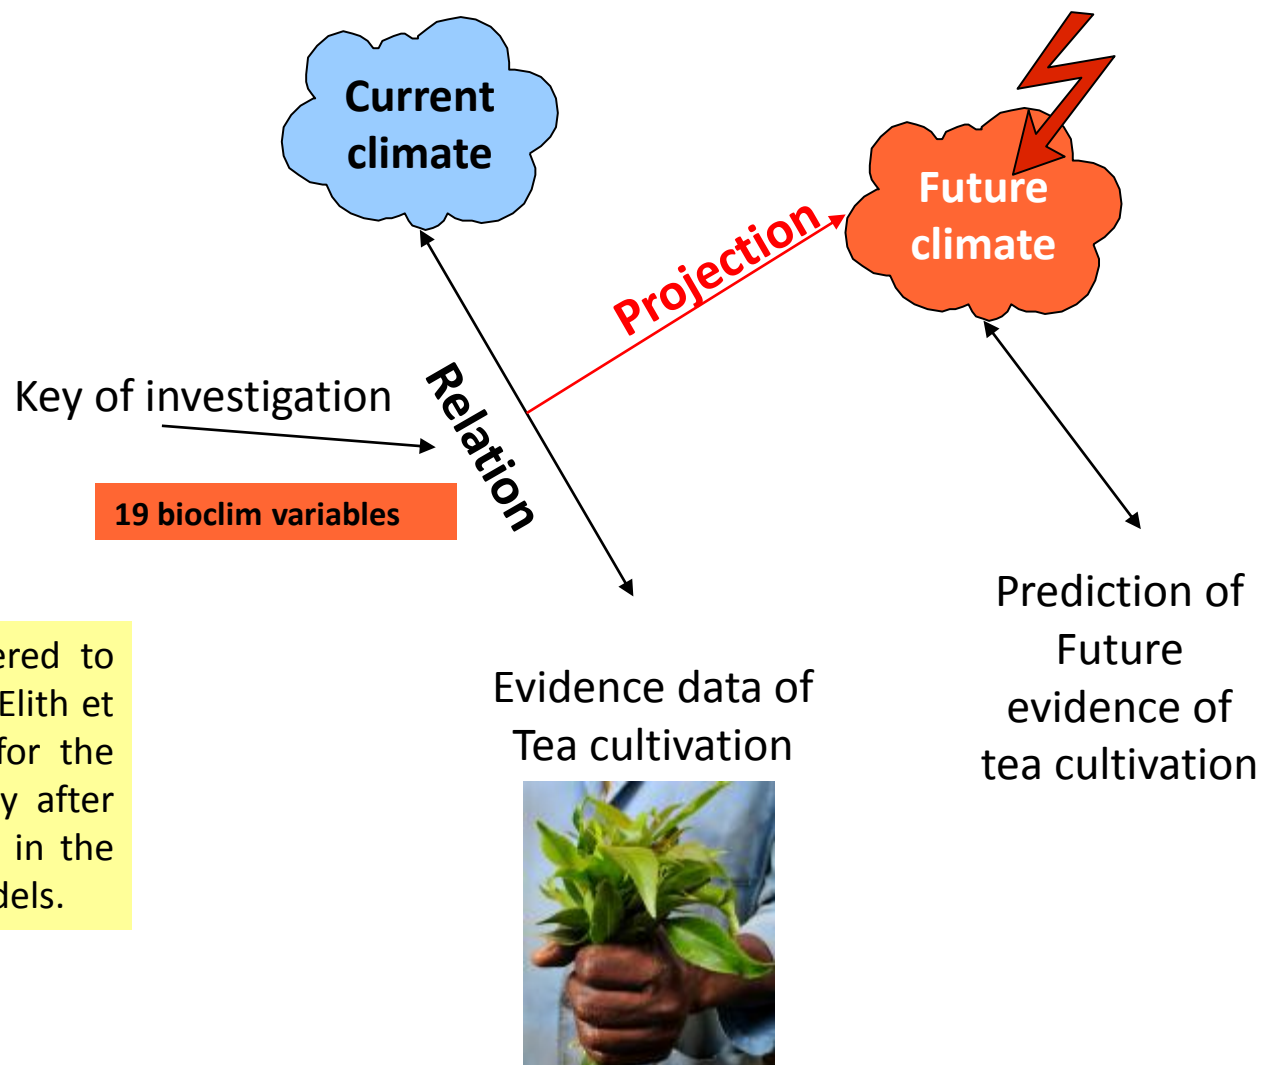 Current
climate
Future
climate
Projection
Key of investigation
Relation
19 bioclim variables
Prediction of
Future
evidence of
tea cultivation
Evidence data of
Tea cultivation
ered to
Elith et
for the
y after
in the
dels.